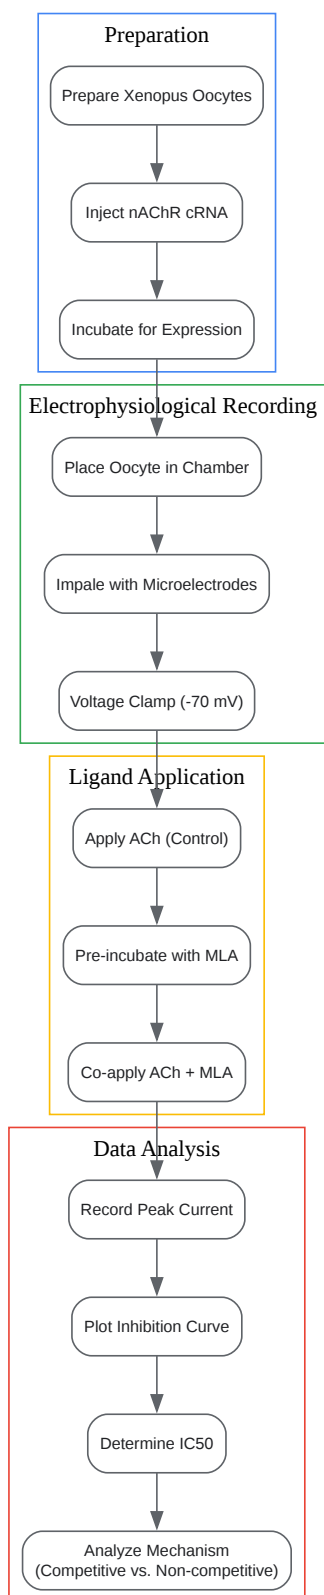 Preparation
Prepare Xenopus Oocytes
Inject nAChR cRNA
Incubate for Expression
Electrophysiological Recording
Place Oocyte in Chamber
Impale with Microelectrodes
Voltage Clamp (-70 mV)
Ligand Application
Apply ACh (Control)
Pre-incubate with MLA
Co-apply ACh + MLA
Data Analysis
Record Peak Current
Plot Inhibition Curve
Determine IC50
Analyze Mechanism
(Competitive vs. Non-competitive)